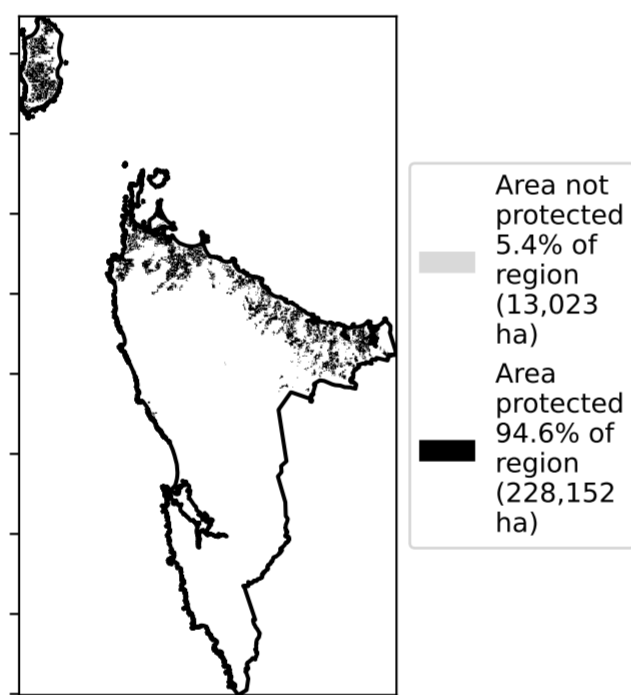 Area not
protected
5.4% of
region
(13,023
ha)
Area
protected
94.6% of
region
(228,152
ha)